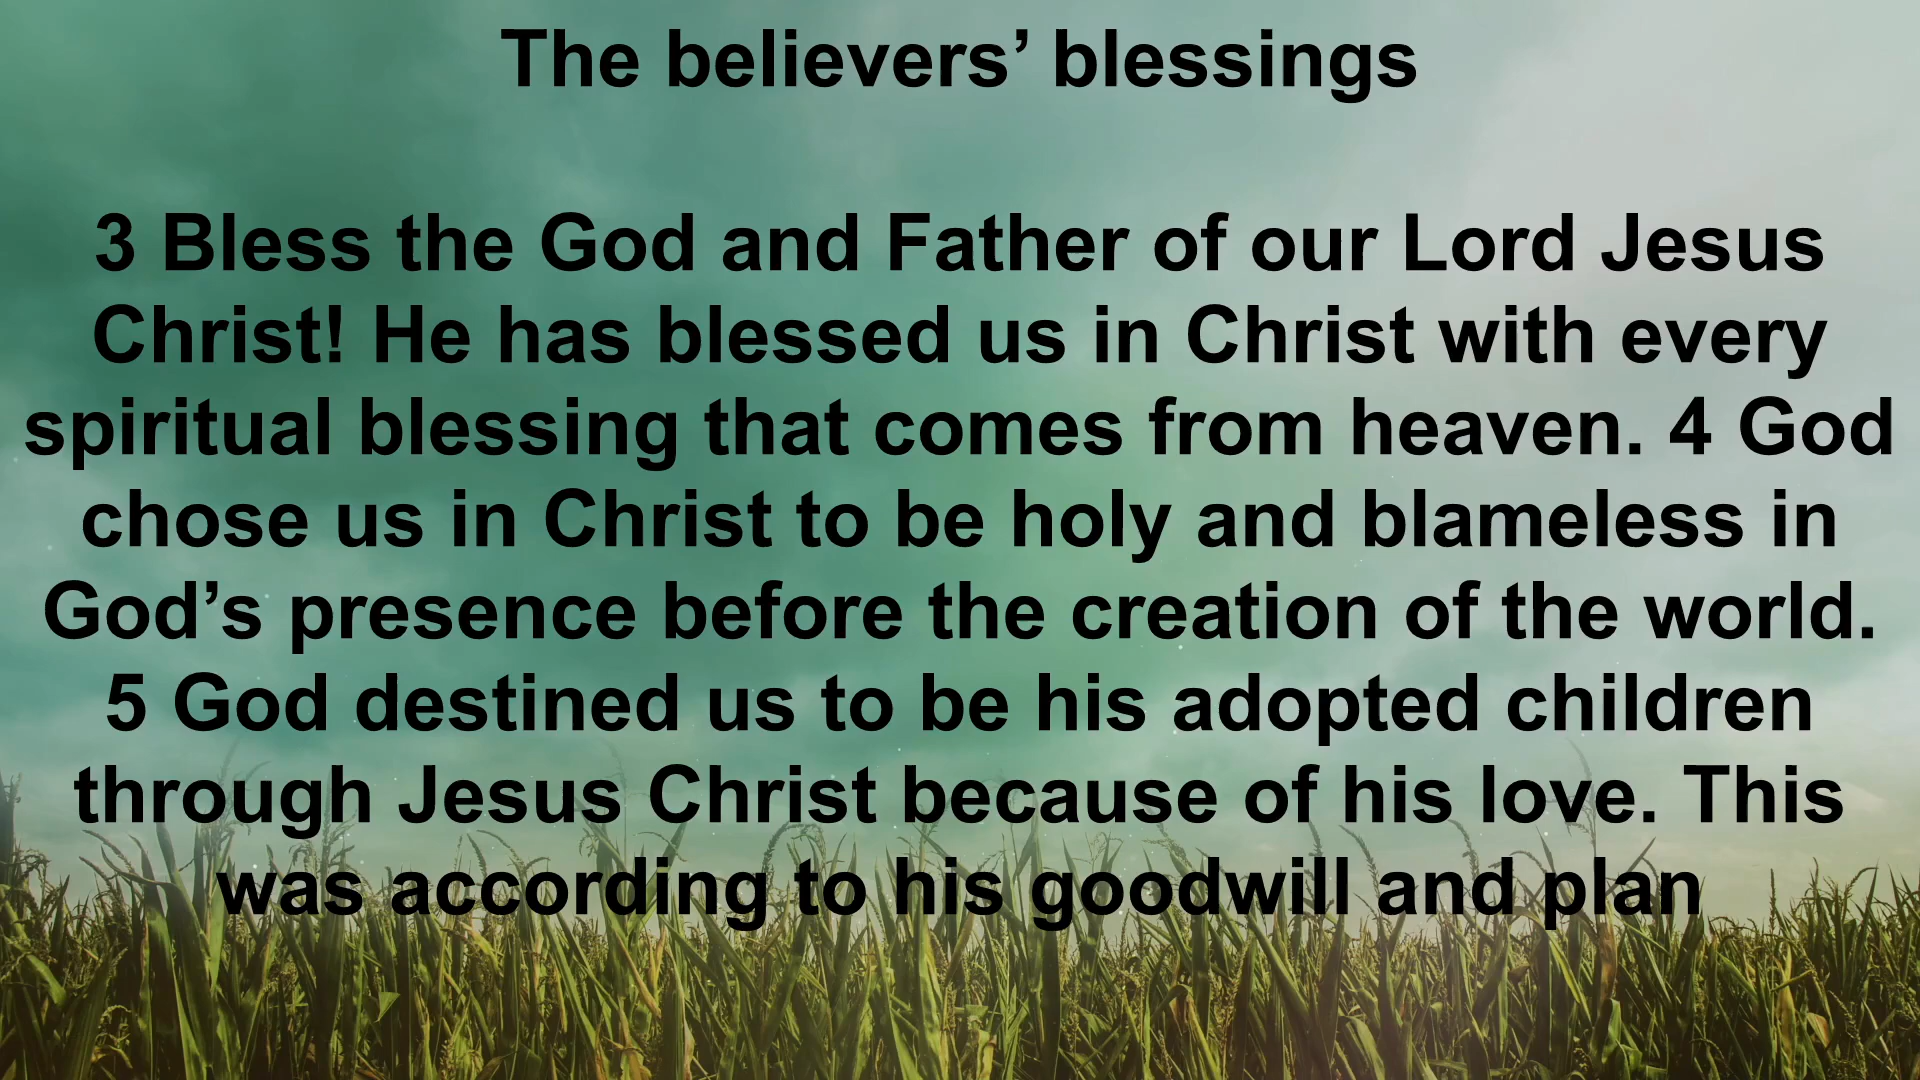 The believers’ blessings
3 Bless the God and Father of our Lord Jesus
Christ! He has blessed us in Christ with every
spiritual blessing that comes from heaven. 4 God
chose us in Christ to be holy and blameless in
God’s presence before the creation of the world.
5 God destined us to be his adopted children
through Jesus Christ because of his love. This
was according to his goodwill and plan